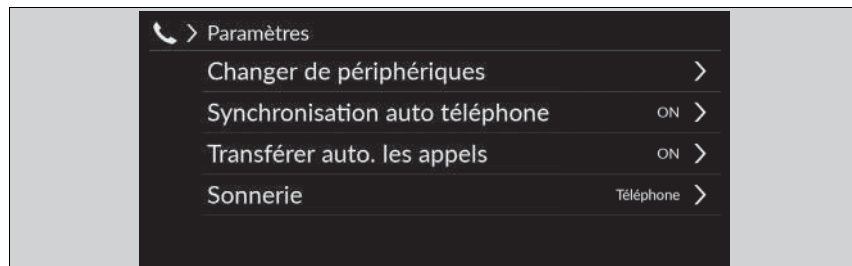 Paramètres
Changer de périphériques
Synchronisation auto téléphone ON
Transférer auto. les appels ON
Sonnerie Téléphone